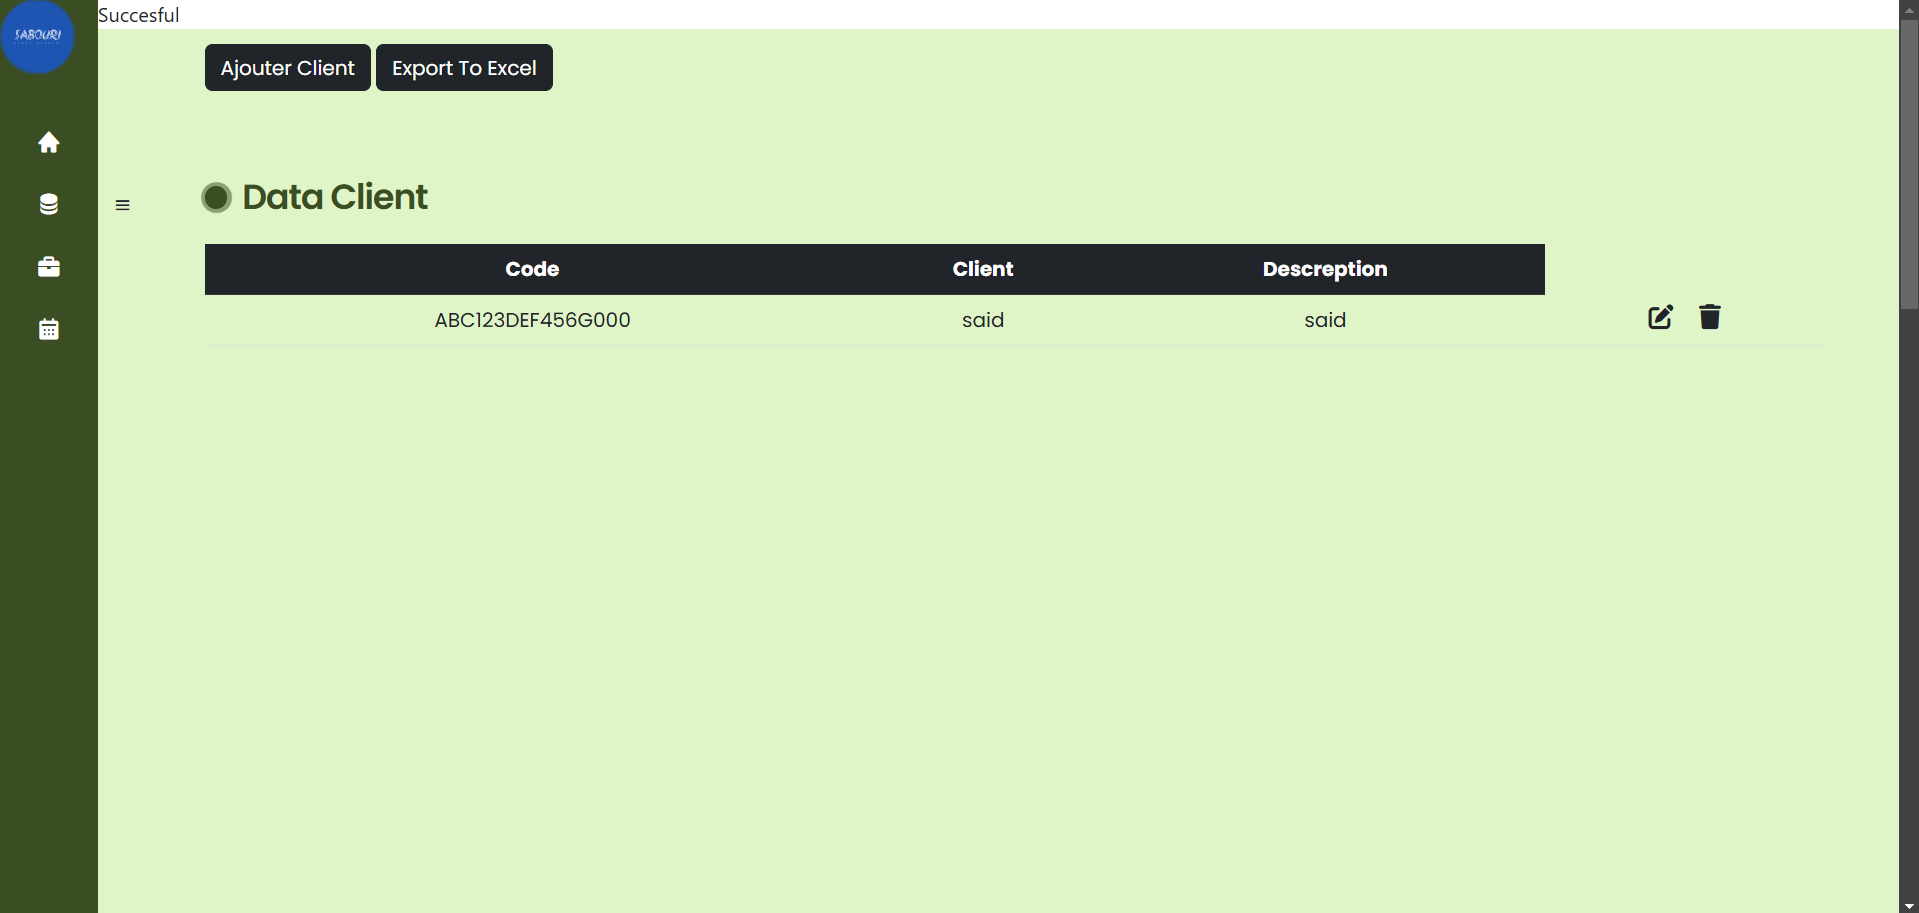 Succesful
SABOURI
Ajouter Client Export To Excel
Data Client
Code Client Descreption
ABC123DEF456G000 said said